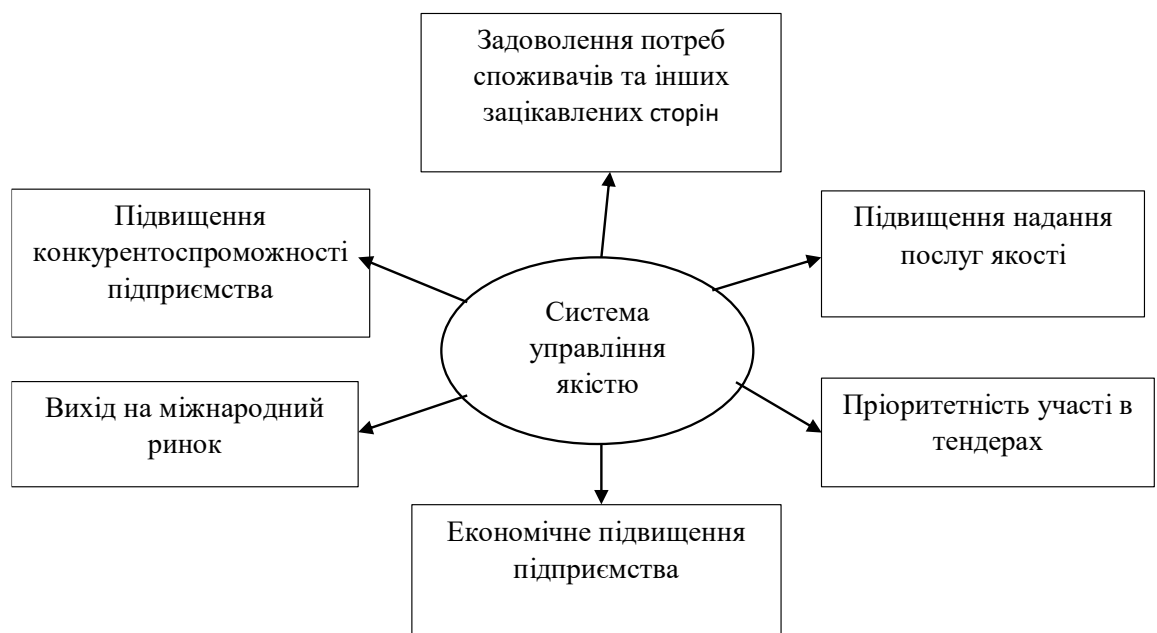 Задоволення потреб
споживачів та інших
зацікавлених сторін
Підвищення
конкурентоспроможності
підприємства
Підвищення надання
послуг якості
Система
управління
якістю
Вихід на міжнародний
ринок
Пріоритетність участі в
тендерах
Економічне підвищення
підприємства